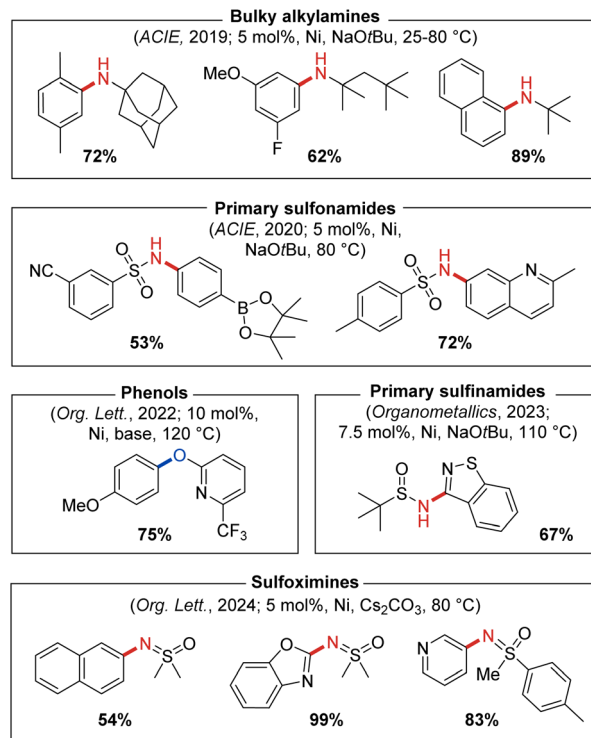 Bulky alkylamines
(ACIE, 2019; 5 mol%, Ni, NaOtBu, 25-80 °C)
H
N
72%
MeO
H
N
F
62%
H
N
89%
Primary sulfonamides
(ACIE, 2020; 5 mol%, Ni,
NaOtBu, 80 °C)
NC
O
S
O
H
N
B
O
O
53%
O
S
O
H
N
N
72%
Phenols
(Org. Lett., 2022; 10 mol%,
Ni, base, 120 °C)
MeO
O
N
CF3
75%
Primary sulfinamides
(Organometallics, 2023;
7.5 mol%, Ni, NaOtBu, 110 °C)
O
S
N
H
N
S
67%
Sulfoximines
(Org. Lett., 2024; 5 mol%, Ni, Cs2CO3, 80 °C)
N
S
O
54%
O
N
N
S
O
99%
N
N
S
O
Me
83%